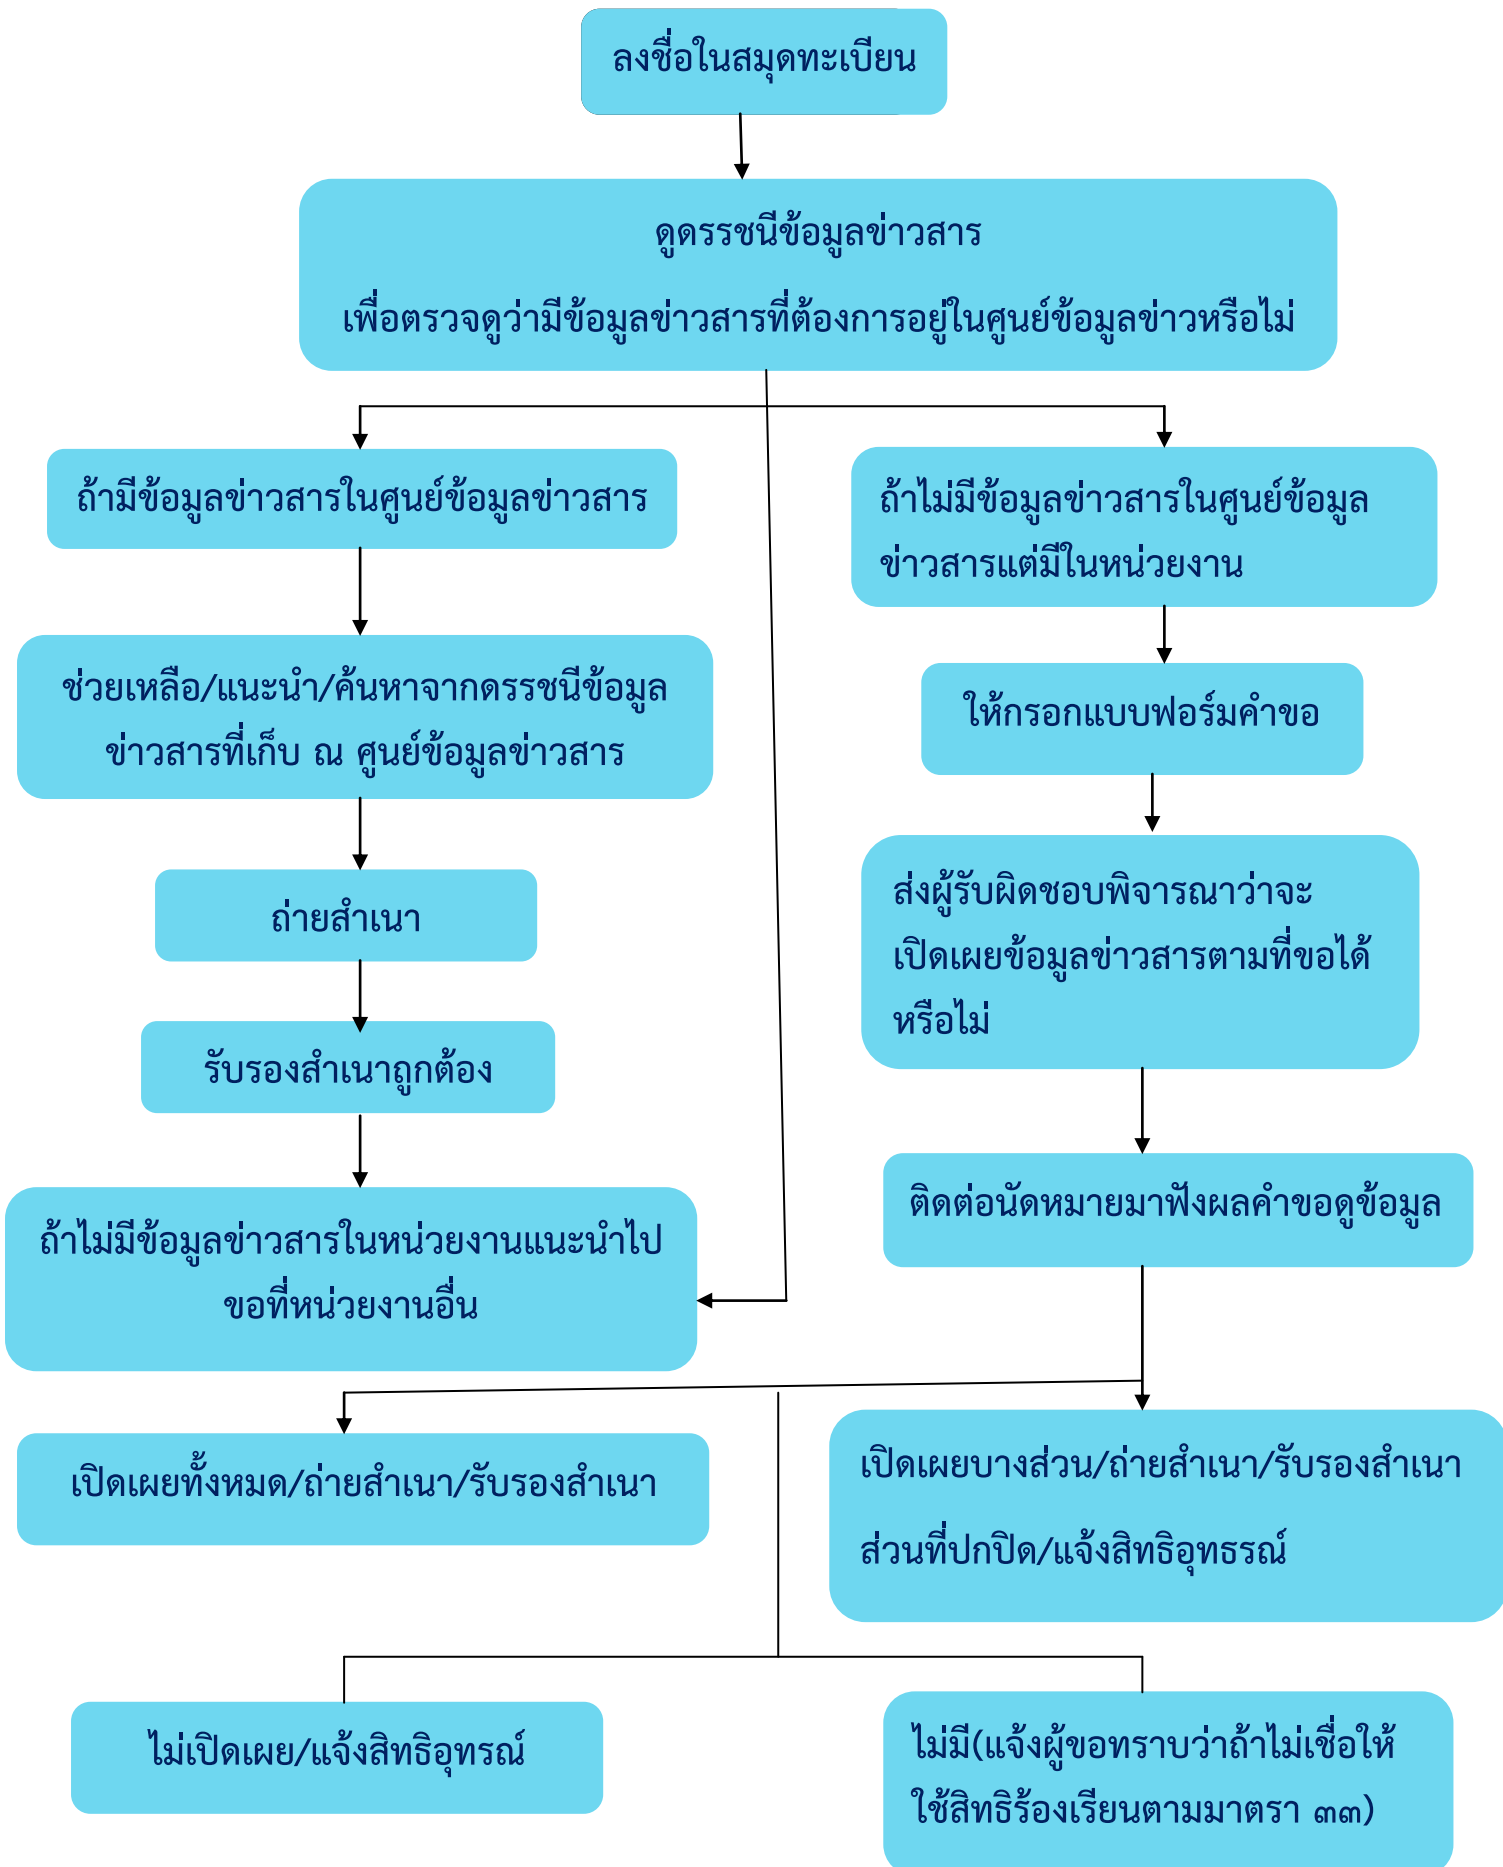 ลงชื่อในสมุดทะเบียน
ดูดรรชนีข้อมูลข่าวสาร
เพื่อตรวจดูว่ามีข้อมูลข่าวสารที่ต้องการอยู่ในศูนย์ข้อมูลข่าวหรือไม่
ถ้ามีข้อมูลข่าวสารในศูนย์ข้อมูลข่าวสาร
ถ้าไม่มีข้อมูลข่าวสารในศูนย์ข้อมูล
ข่าวสารแต่มีในหน่วยงาน
ช่วยเหลือ/แนะนำ/ค้นหาจากดรรชนีข้อมูล
ข่าวสารที่เก็บ ณ ศูนย์ข้อมูลข่าวสาร
ให้กรอกแบบฟอร์มคำขอ
ถ่ายสำเนา
ส่งผู้รับผิดชอบพิจารณาว่าจะ
เปิดเผยข้อมูลข่าวสารตามที่ขอได้
หรือไม่
รับรองสำเนาถูกต้อง
ติดต่อนัดหมายมาฟังผลคำขอดูข้อมูล
ถ้าไม่มีข้อมูลข่าวสารในหน่วยงานแนะนำไป
ขอที่หน่วยงานอื่น
เปิดเผยทั้งหมด/ถ่ายสำเนา/รับรองสำเนา
เปิดเผยบางส่วน/ถ่ายสำเนา/รับรองสำเนา
ส่วนที่ปกปิด/แจ้งสิทธิอุทธรณ์
ไม่เปิดเผย/แจ้งสิทธิอุทรณ์
ไม่มี(แจ้งผู้ขอทราบว่าถ้าไม่เชื่อให้
ใช้สิทธิร้องเรียนตามมาตรา ๓๓)